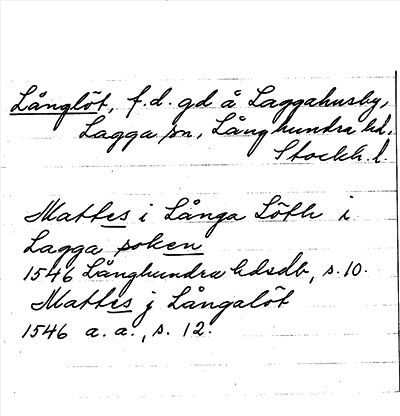 Långlöt, f.d. gd å Laggahusby,
Lagga sn, Långhundra hd.
Stockh. l.
Mattes i Långa Löth i
Lagga soken
1546 Långhundra hdsdb, s. 10.
Mattes j Långalöt
1546 a. a., s. 12.